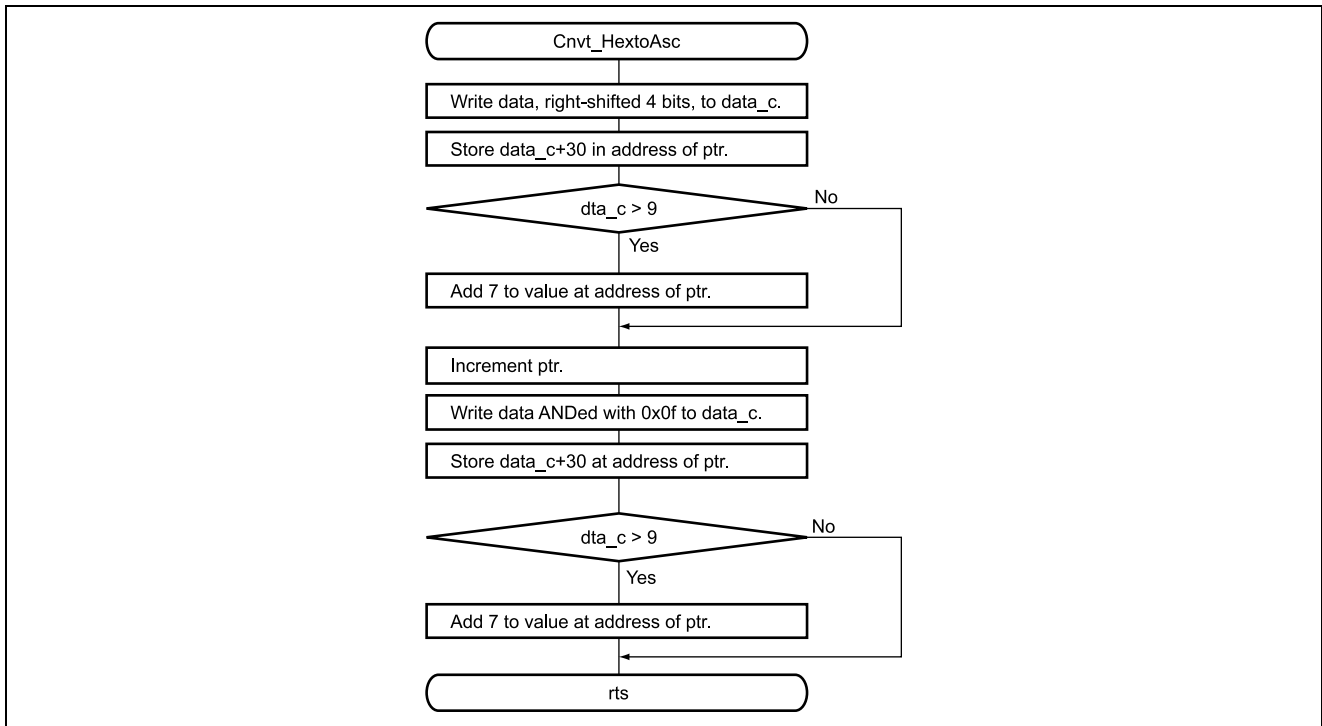 Cnvt_HextoAsc
Write data, right-shifted 4 bits, to data_c.
Store data_c+30 in address of ptr.
dta_c > 9
No
Yes
Add 7 to value at address of ptr.
Increment ptr.
Write data ANDed with 0x0f to data_c.
Store data_c+30 at address of ptr.
dta_c > 9
No
Yes
Add 7 to value at address of ptr.
rts